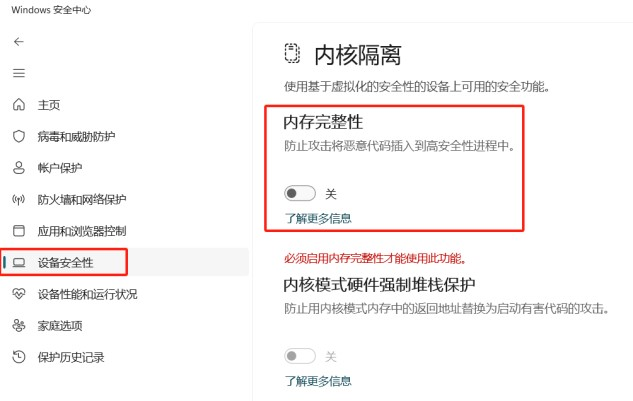 Windows 安全中心
主页
病毒和威胁防护
帐户保护
防火墙和网络保护
应用和浏览器控制
设备安全性
设备性能和运行状况
家庭选项
保护历史记录
内核隔离
使用基于虚拟化的安全性的设备上可用的安全功能。
内存完整性
防止攻击将恶意代码插入到高安全性进程中。
关
了解更多信息
必须启用内存完整性才能使用此功能。
内核模式硬件强制堆栈保护
防止用内核模式内存中的返回地址替换为启动有害代码的攻击。
关
了解更多信息